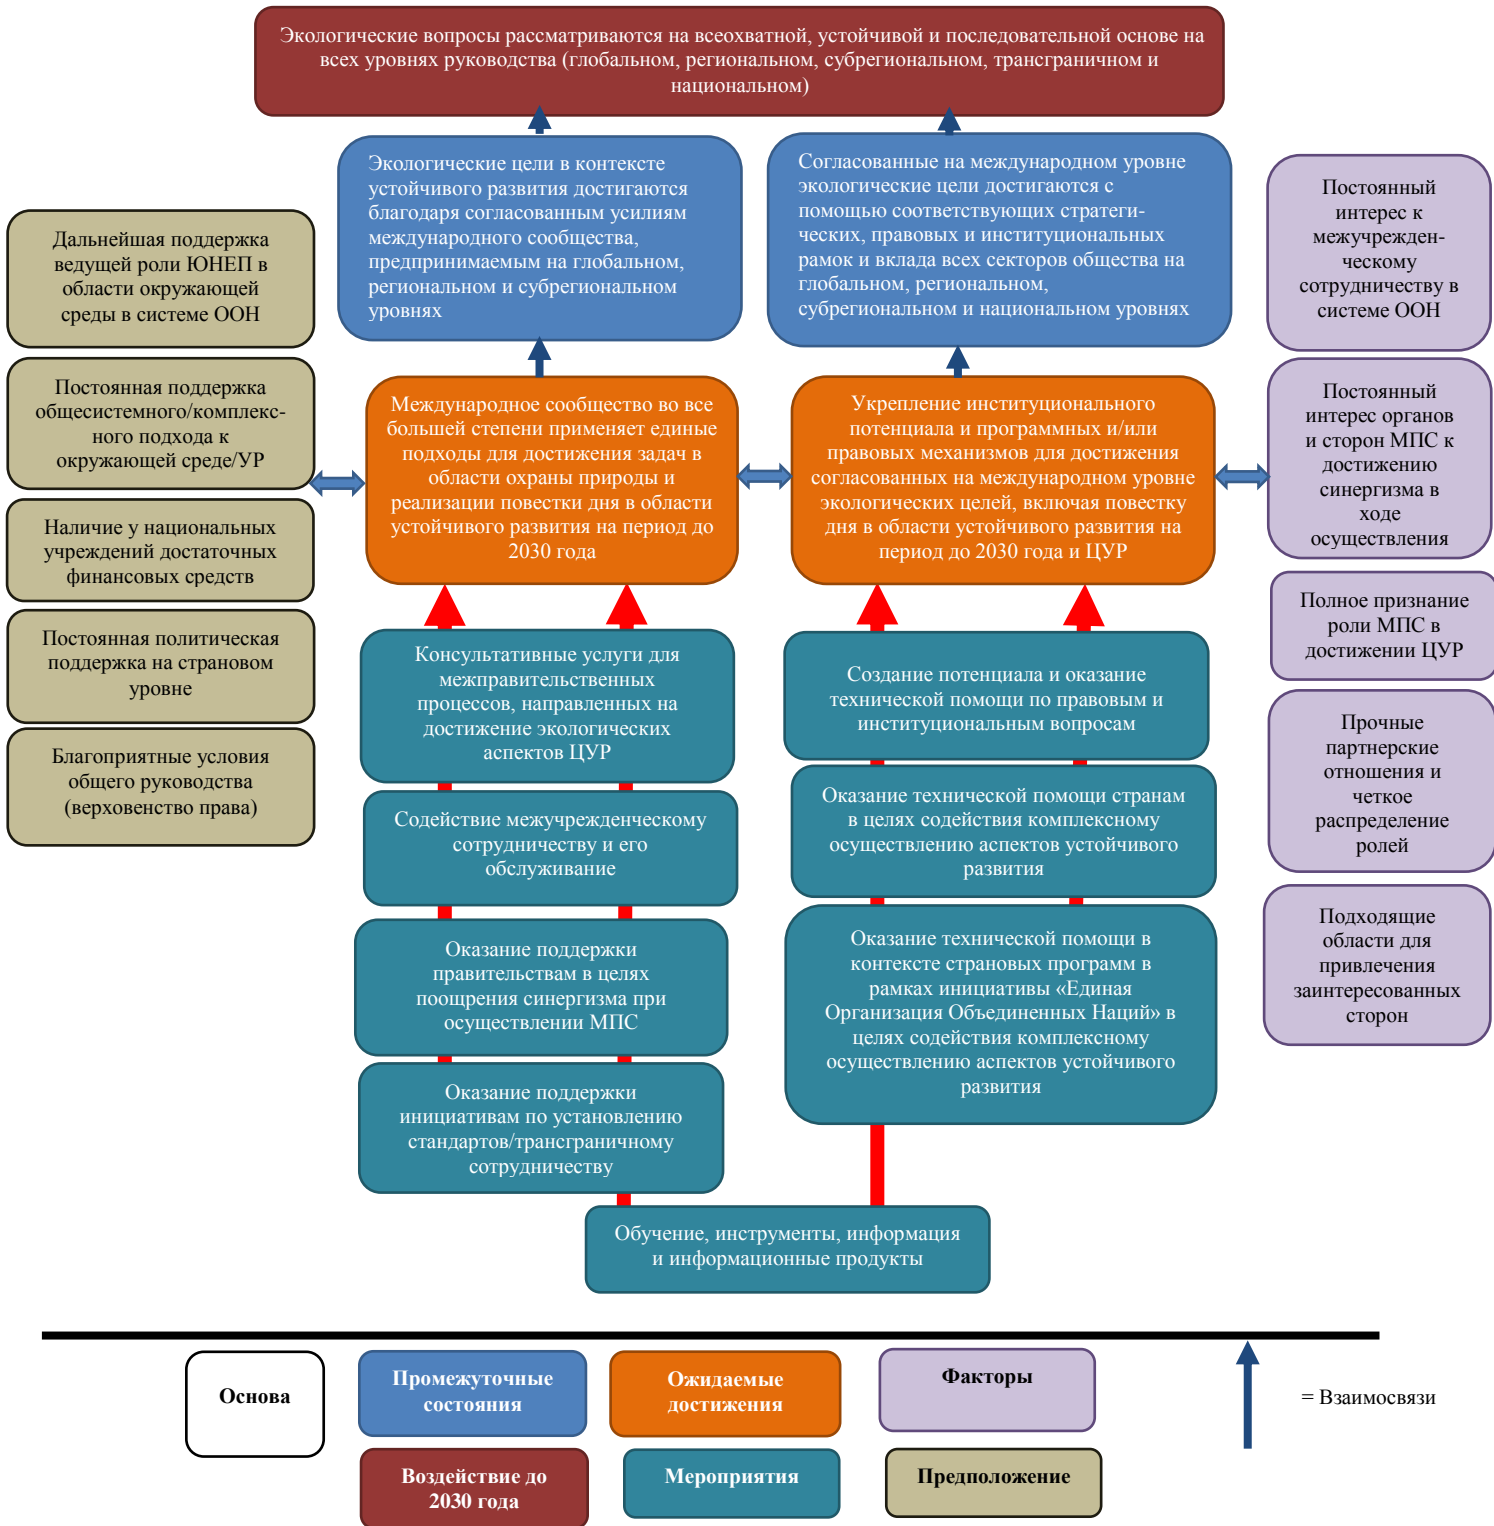 Экологические вопросы рассматриваются на всеохватной, устойчивой и последовательной основе на
всех уровнях руководства (глобальном, региональном, субрегиональном, трансграничном и
национальном)
Экологические цели в контексте
устойчивого развития достигаются
благодаря согласованным усилиям
международного сообщества,
предпринимаемым на глобальном,
региональном и субрегиональном
уровнях
Согласованные на международном уровне
экологические цели достигаются с
помощью соответствующих стратеги-
ческих, правовых и институциональных
рамок и вклада всех секторов общества на
глобальном, региональном,
субрегиональном и национальном уровнях
Дальнейшая поддержка
ведущей роли ЮНЕП в
области окружающей
среды в системе ООН
Постоянная поддержка
общесистемного/комплекс-
ного подхода к
окружающей среде/УР
Наличие у национальных
учреждений достаточных
финансовых средств
Постоянная политическая
поддержка на страновом
уровне
Благоприятные условия
общего руководства
(верховенство права)
Международное сообщество во все
большей степени применяет единые
подходы для достижения задач в
области охраны природы и
реализации повестки дня в области
устойчивого развития на период до
2030 года
Укрепление институционального
потенциала и программных и/или
правовых механизмов для достижения
согласованных на международном уровне
экологических целей, включая повестку
дня в области устойчивого развития на
период до 2030 года и ЦУР
Консультативные услуги для
межправительственных
процессов, направленных на
достижение экологических
аспектов ЦУР
Содействие межучрежденческому
сотрудничеству и его
обслуживание
Оказание поддержки
правительствам в целях
поощрения синергизма при
осуществлении МПС
Оказание поддержки
инициативам по установлению
стандартов/трансграничному
сотрудничеству
Создание потенциала и оказание
технической помощи по правовым и
институциональным вопросам
Оказание технической помощи странам
в целях содействия комплексному
осуществлению аспектов устойчивого
развития
Оказание технической помощи в
контексте страновых программ в
рамках инициативы «Единая
Организация Объединенных Наций» в
целях содействия комплексному
осуществлению аспектов устойчивого
развития
Обучение, инструменты, информация
и информационные продукты
Постоянный
интерес к
межучрежден-
ческому
сотрудничеству в
системе ООН
Постоянный
интерес органов
и сторон МПС к
достижению
синергизма в
ходе
осуществления
Полное признание
роли МПС в
достижении ЦУР
Прочные
партнерские
отношения и
четкое
распределение
ролей
Подходящие
области для
привлечения
заинтересованных
сторон
Основа
Промежуточные
состояния
Ожидаемые
достижения
Факторы
= Взаимосвязи
Воздействие до
2030 года
Мероприятия
Предположение